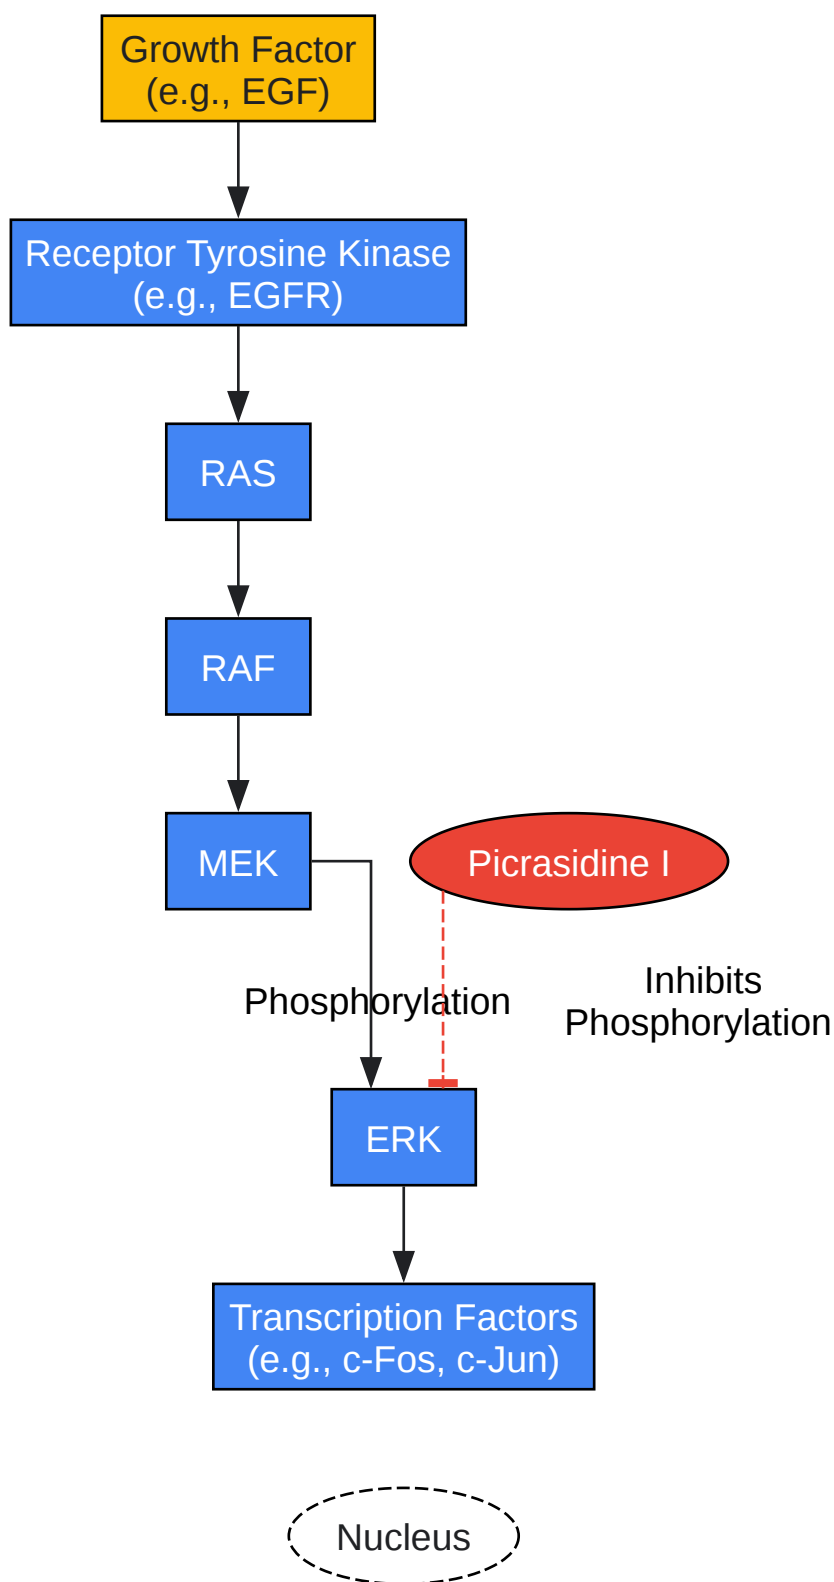 Growth Factor
(e.g., EGF)
Receptor Tyrosine Kinase
(e.g., EGFR)
RAS
RAF
MEK
Picrasidine I
Phosphorylation
Inhibits
Phosphorylation
ERK
Transcription Factors
(e.g., c-Fos, c-Jun)
Nucleus